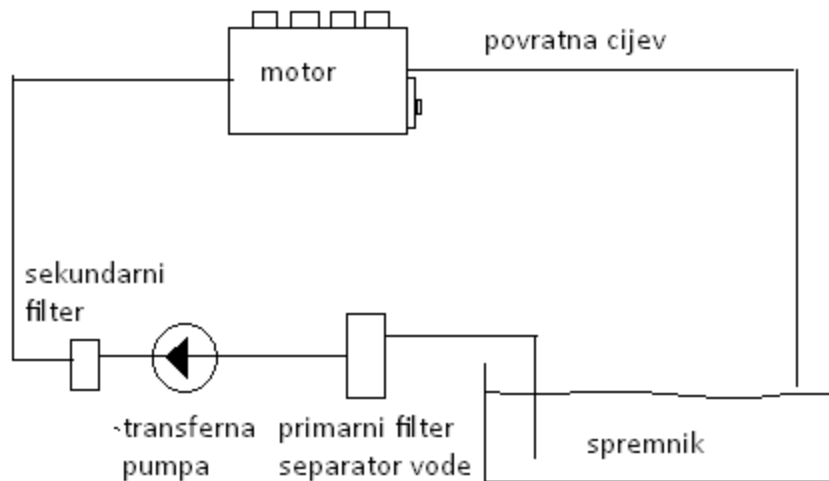 povratna cijev
motor
sekundarni
filter
-transferna
pumpa
primarni filter
separator vode
spremnik